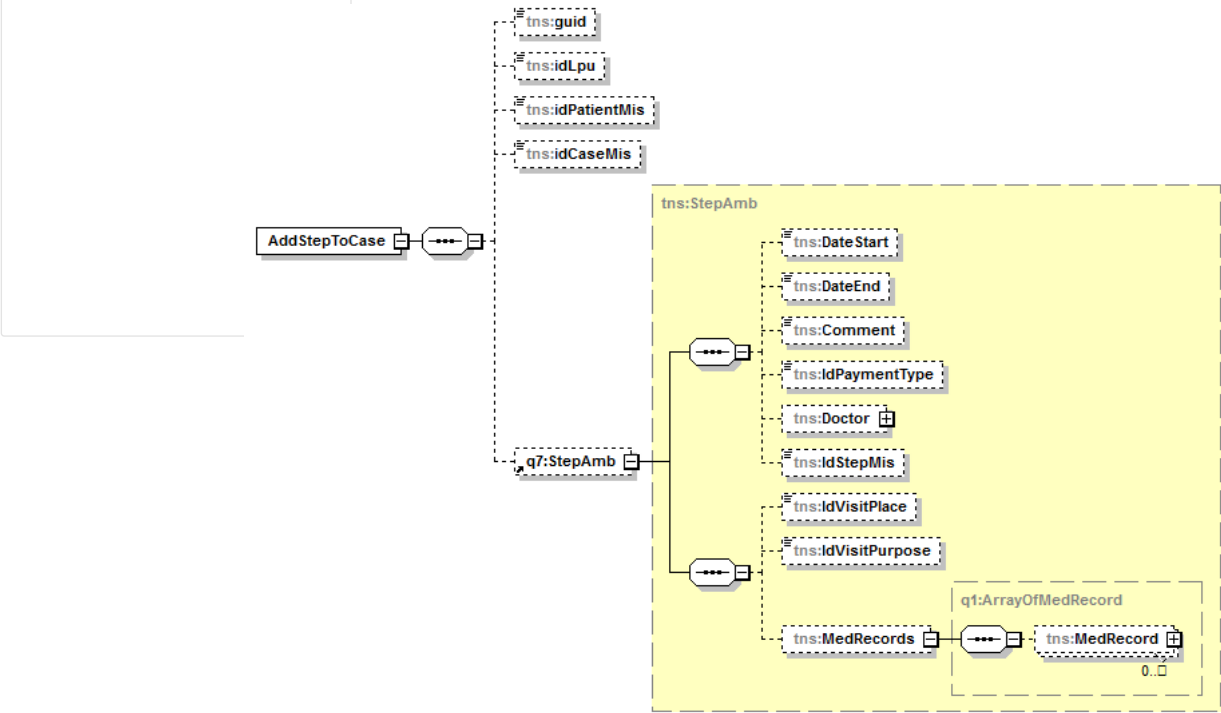 tns:guid
tns:idLpu
tns:idPatientMis
tns:idCaseMis
tns:StepAmb
AddStepToCase
tns:DateStart
tns:DateEnd
tns:Comment
tns:IdPaymentType
tns:Doctor
q7:StepAmb
tns:IdStepMis
tns:IdVisitPlace
tns:IdVisitPurpose
q1:ArrayOfMedRecord
tns:MedRecords
tns:MedRecord
0..□